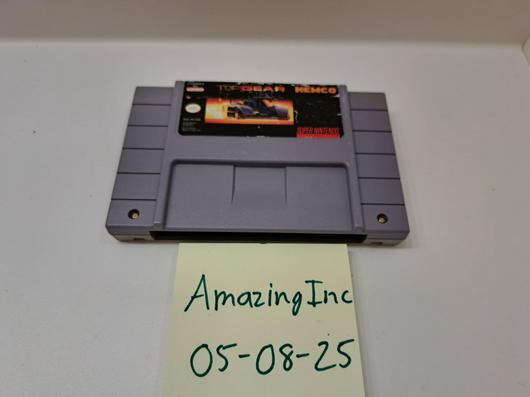 TOP GEAR KEMCO
SUPER NINTENDO
AmazingInc
05-08-25